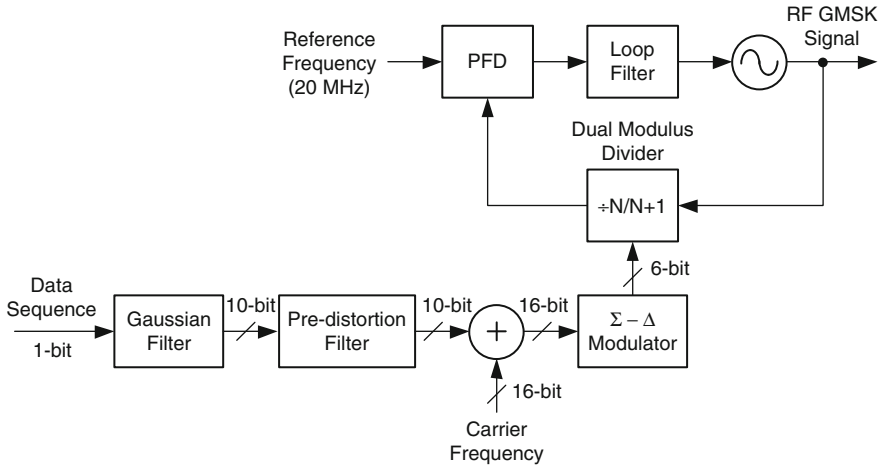 RF GMSK
Signal
Reference
Frequency
(20 MHz)
PFD
Loop
Filter
Dual Modulus
Divider
÷N/N+1
6-bit
Data
Sequence
1-bit
Gaussian
Filter
10-bit
Pre-distortion
Filter
10-bit
+
16-bit
Σ – Δ
Modulator
16-bit
Carrier
Frequency